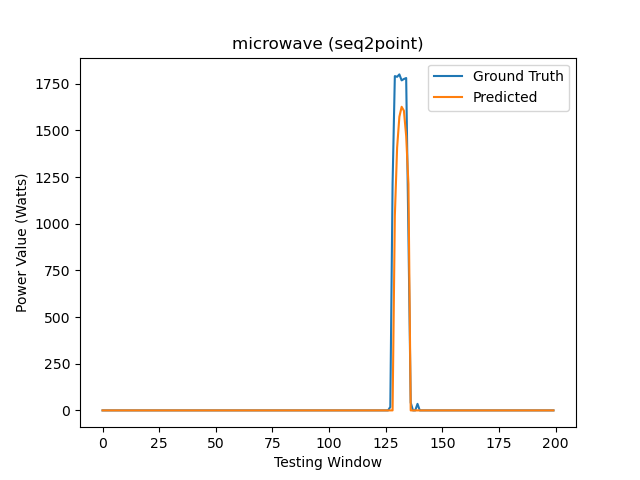 microwave (seq2point)
Ground Truth
Predicted
1750
1500
1250
1000
750
500
250
0
Power Value (Watts)
0 25 50 75 100 125 150 175 200
Testing Window